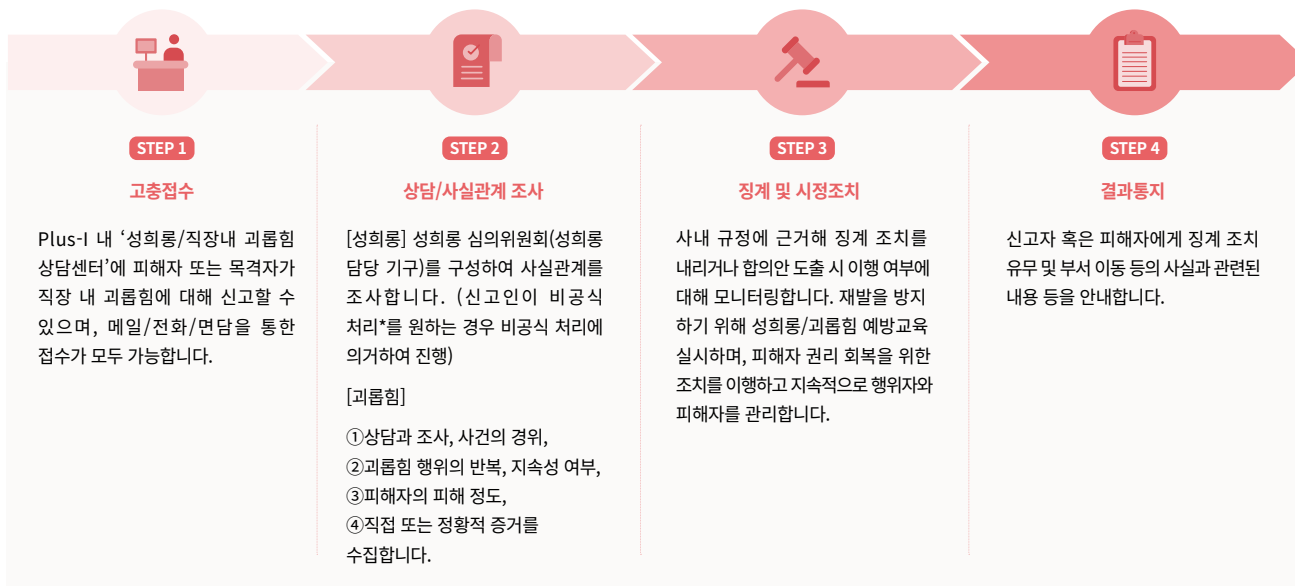 STEP 1
고충접수
Plus-I 내 ‘성희롱/직장내 괴롭힘
상담센터’에 피해자 또는 목격자가
직장 내 괴롭힘에 대해 신고할 수
있으며, 메일/전화/면담을 통한
접수가 모두 가능합니다.
STEP 2
상담/사실관계 조사
[성희롱] 성희롱 심의위원회(성희롱
담당 기구)를 구성하여 사실관계를
조사합니다. (신고인이 비공식
처리*를 원하는 경우 비공식 처리에
의거하여 진행)
[괴롭힘]
①상담과 조사, 사건의 경위,
②괴롭힘 행위의 반복, 지속성 여부,
③피해자의 피해 정도,
④직접 또는 정황적 증거를
수집합니다.
STEP 3
징계 및 시정조치
사내 규정에 근거해 징계 조치를
내리거나 합의안 도출 시 이행 여부에
대해 모니터링합니다. 재발을 방지
하기 위해 성희롱/괴롭힘 예방교육
실시하며, 피해자 권리 회복을 위한
조치를 이행하고 지속적으로 행위자와
피해자를 관리합니다.
STEP 4
결과통지
신고자 혹은 피해자에게 징계 조치
유무 및 부서 이동 등의 사실과 관련된
내용 등을 안내합니다.